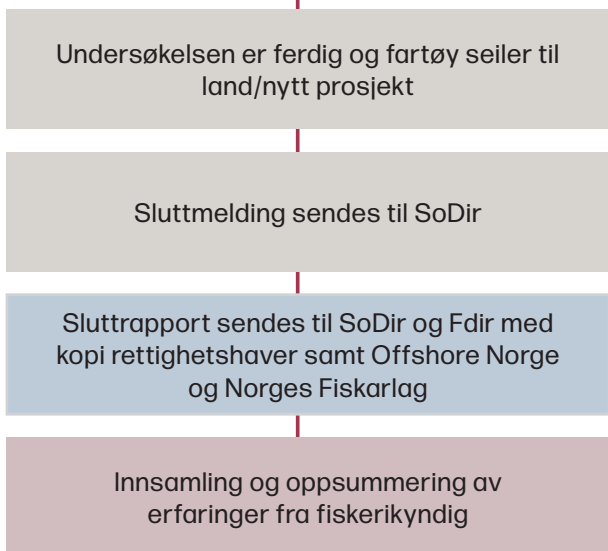 Undersøkelsen er ferdig og fartøy seiler til
land/nytt prosjekt
Sluttmelding sendes til SoDir
Sluttrapport sendes til SoDir og Fdir med
kopi rettighetshaver samt Offshore Norge
og Norges Fiskarlag
Innsamling og oppsummering av
erfaringer fra fiskerikyndig